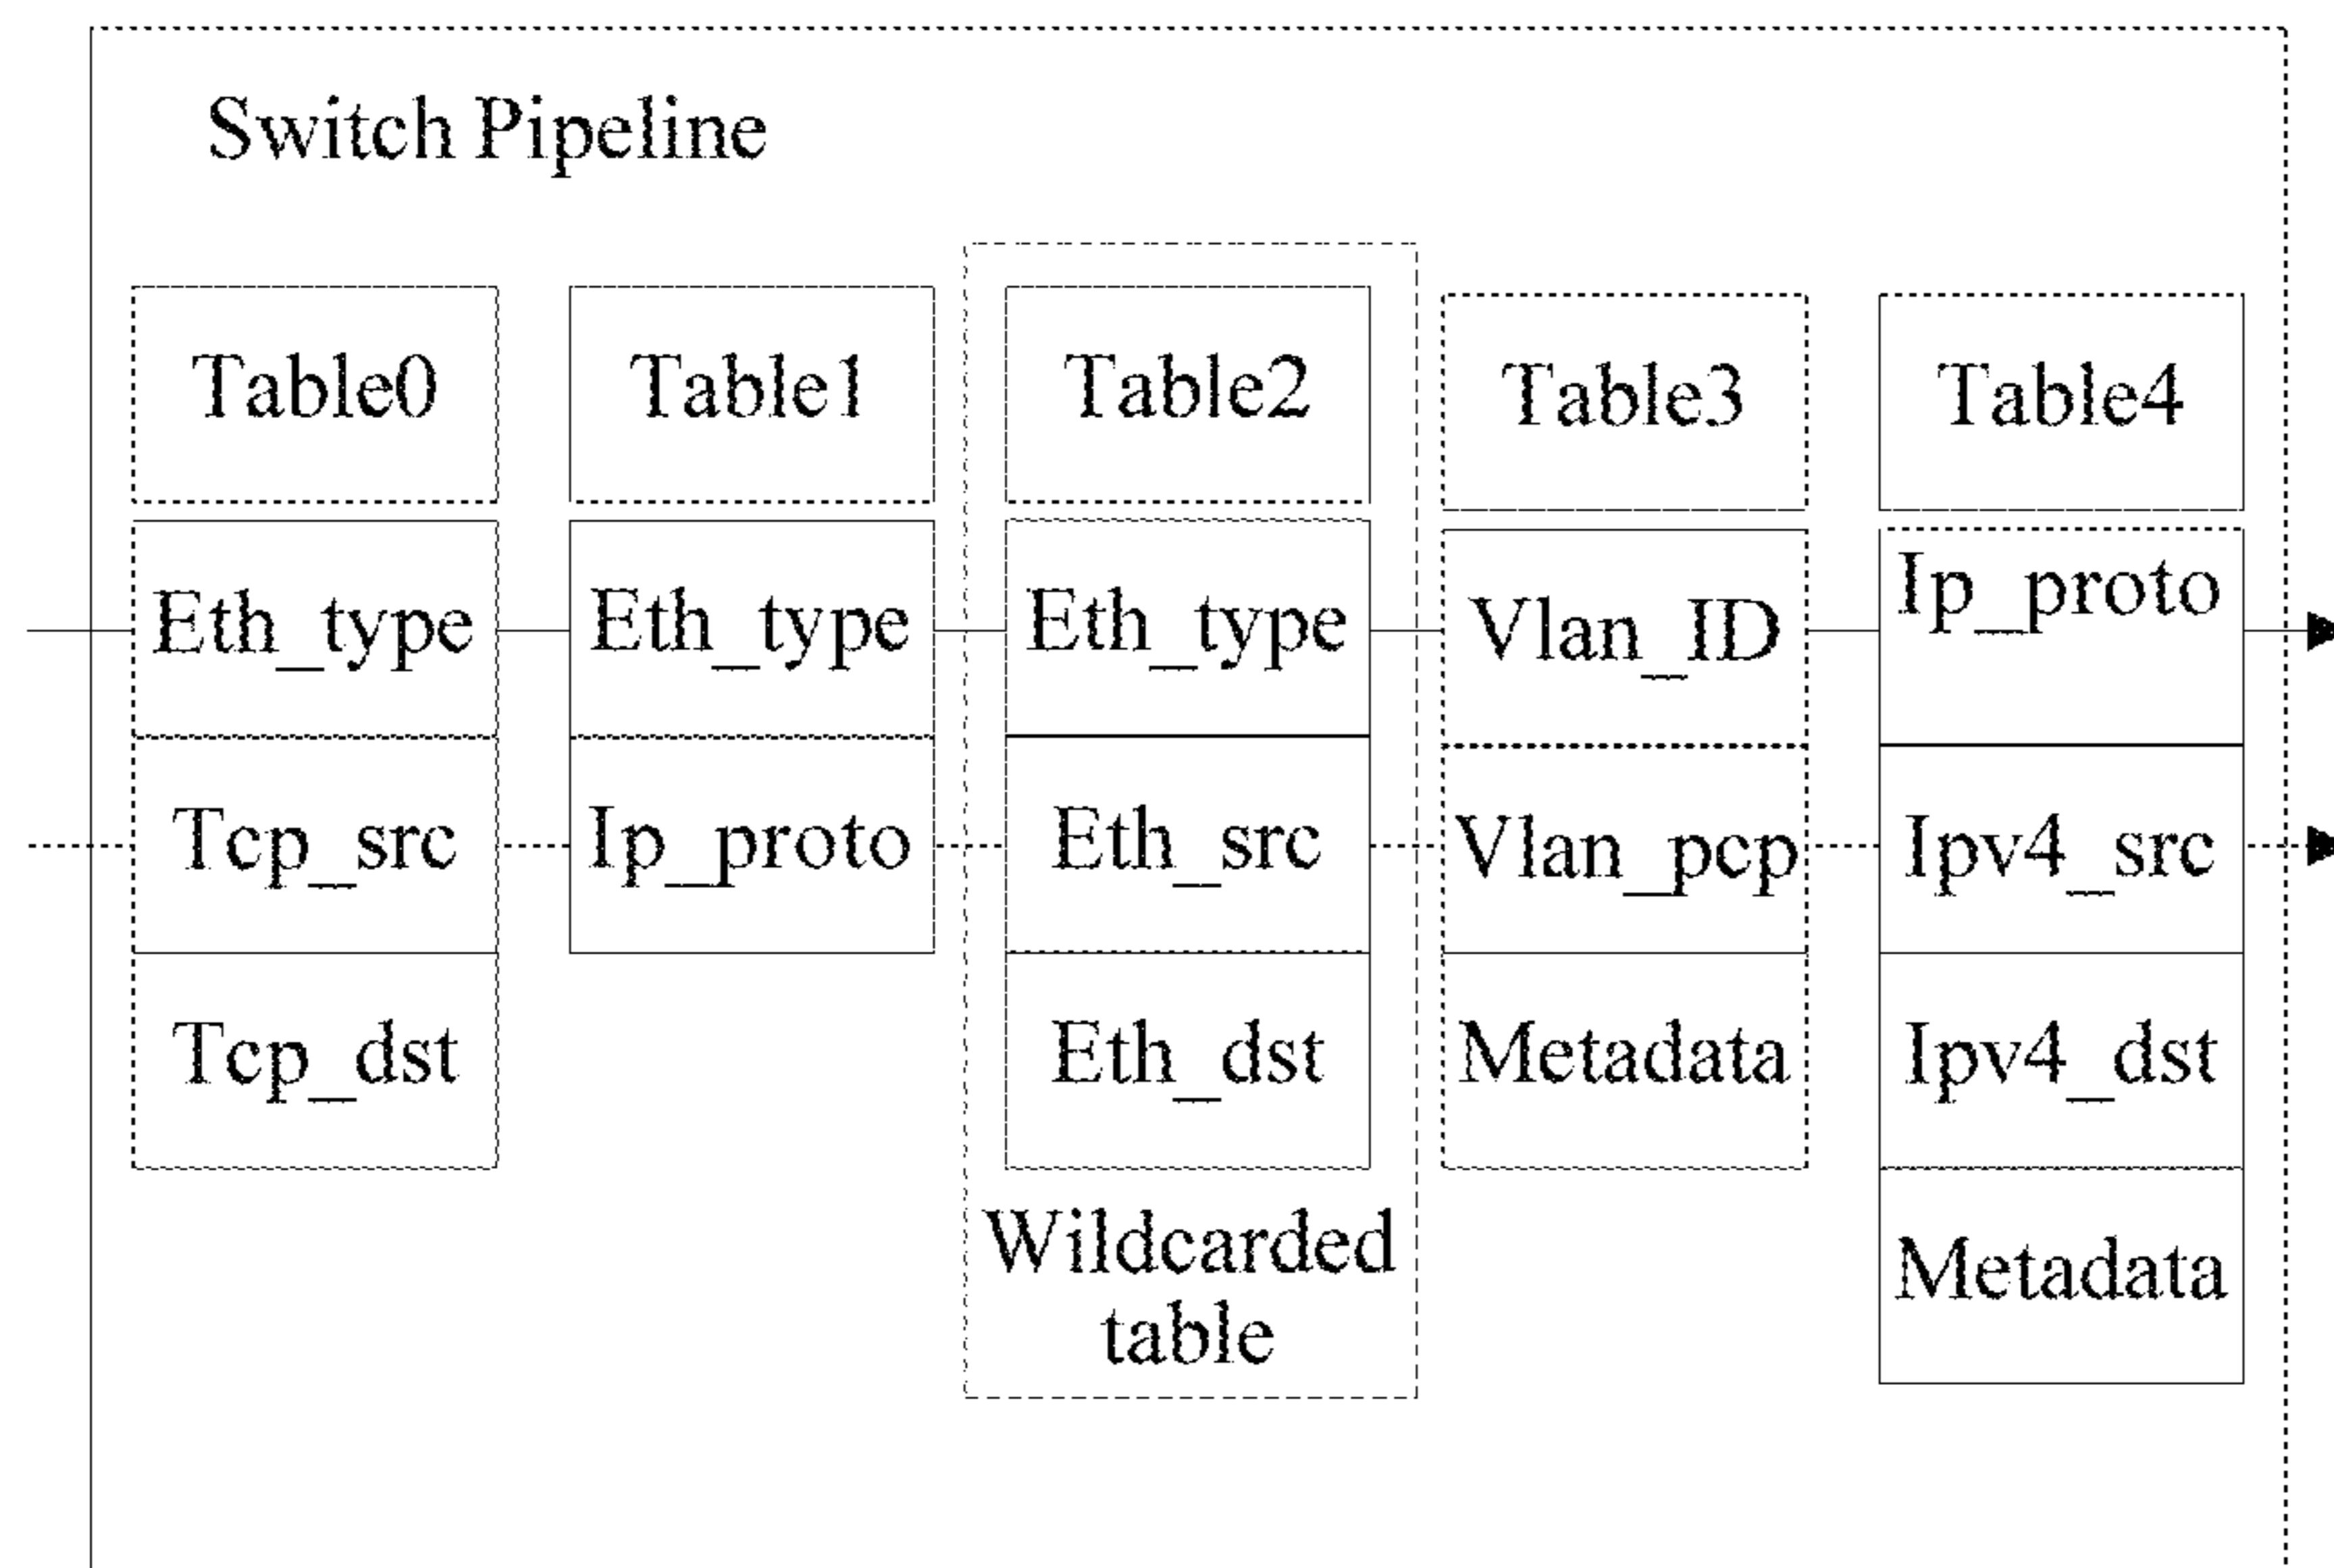 Switch Pipeline
Table0
Table1
Table2
Table3
Table4
Eth_type
Eth_type
Eth_type
Vlan_ID
Ip_proto
Tcp_src
Ip_proto
Eth_src
Vlan_pcp
Ipv4_src
Tcp_dst
Eth_dst
Metadata
Ipv4_dst
Wildcarded
table
Metadata